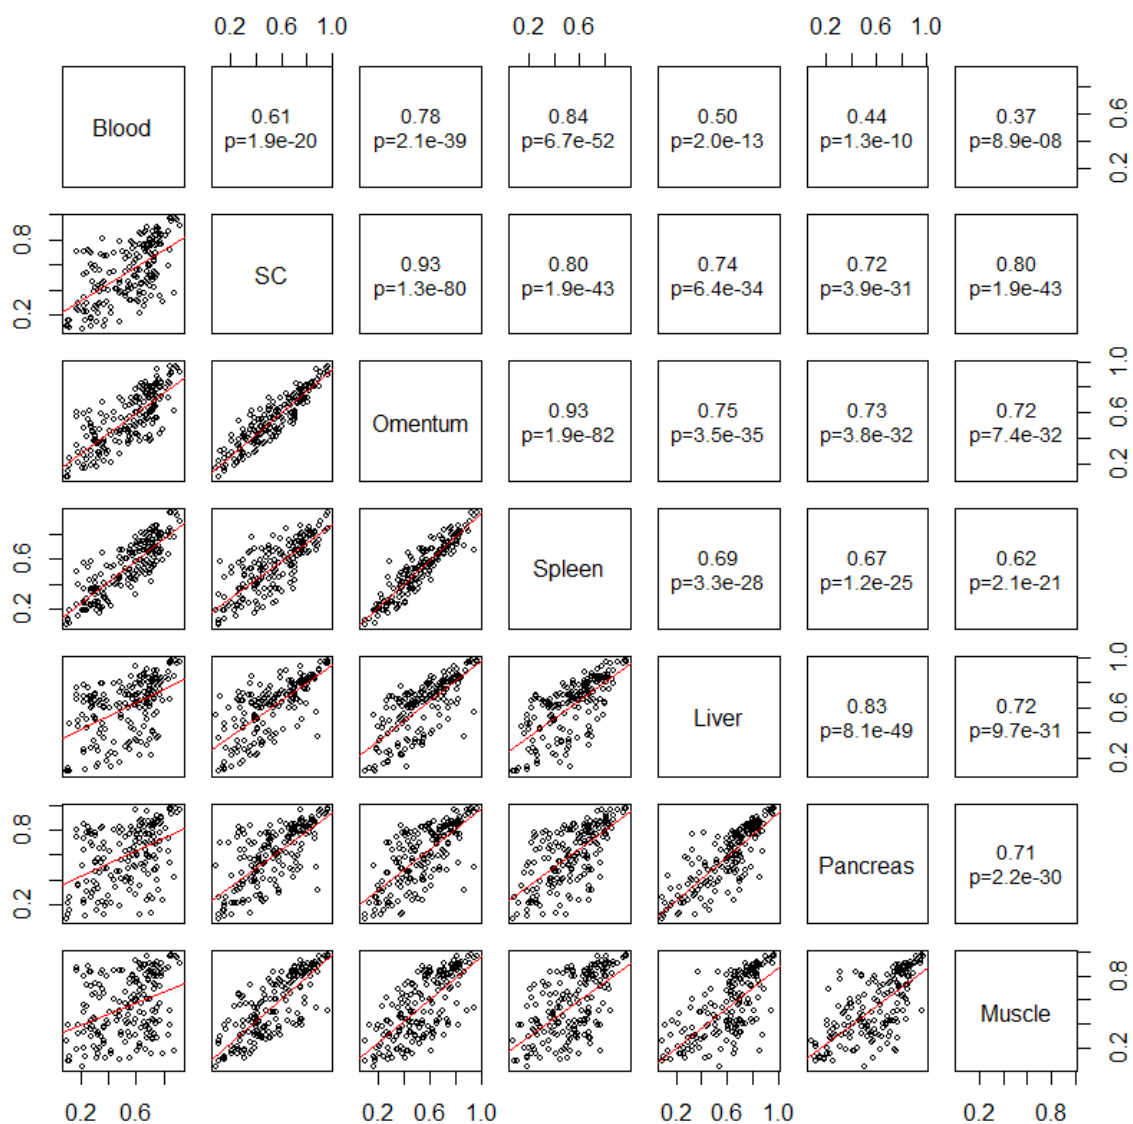 0.2 0.6 1.0 0.2 0.6 0.2 0.6 1.0
Blood
0.61
p=1.9e-20
0.78
p=2.1e-39
0.84
p=6.7e-52
0.50
p=2.0e-13
0.44
p=1.3e-10
0.37
p=8.9e-08
0.2 0.6
0.2 0.8
SC
0.93
p=1.3e-80
0.80
p=1.9e-43
0.74
p=6.4e-34
0.72
p=3.9e-31
0.80
p=1.9e-43
Omentum
0.93
p=1.9e-82
0.75
p=3.5e-35
0.73
p=3.8e-32
0.72
p=7.4e-32
0.2 0.6 1.0
0.2 0.6
Spleen
0.69
p=3.3e-28
0.67
p=1.2e-25
0.62
p=2.1e-21
Liver
0.83
p=8.1e-49
0.72
p=9.7e-31
0.2 0.6 1.0
0.2 0.8
Pancreas
0.71
p=2.2e-30
Muscle
0.2 0.8
0.2 0.6 0.2 0.6 1.0 0.2 0.6 1.0 0.2 0.8